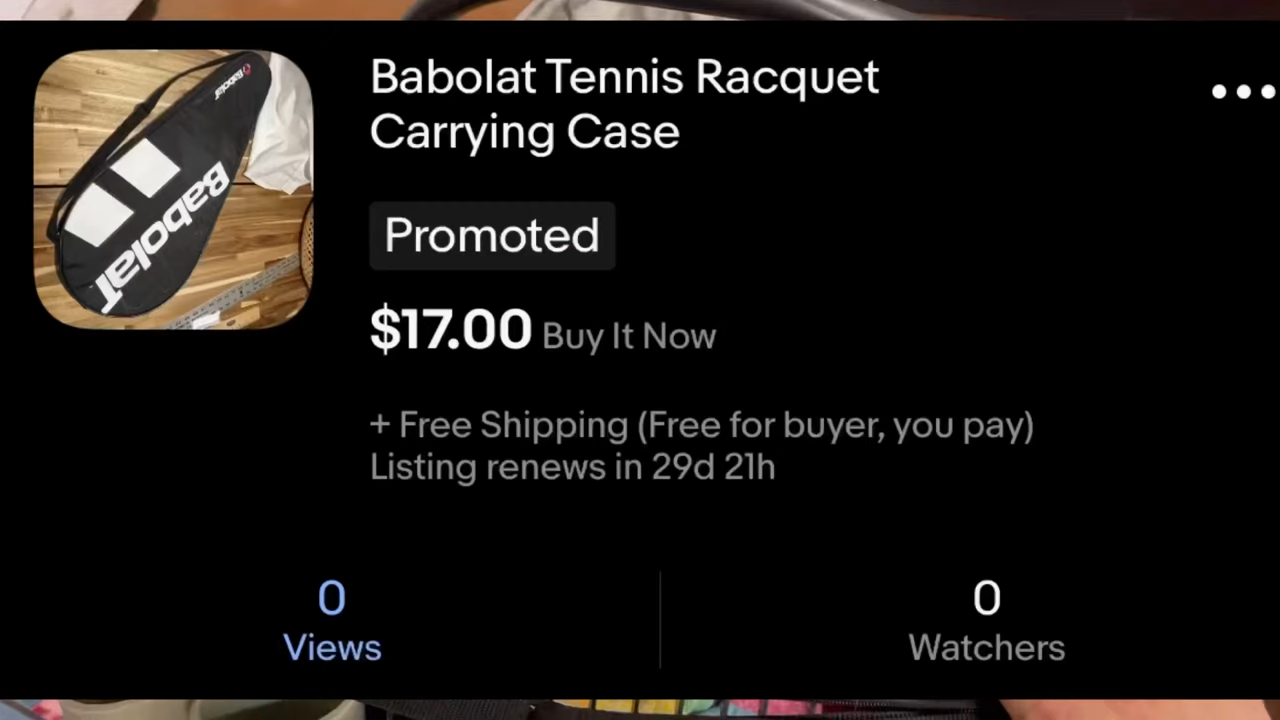 Babolat
Babolat
Babolat Tennis Racquet
Carrying Case
Promoted
$17.00 Buy It Now
+ Free Shipping (Free for buyer, you pay)
Listing renews in 29d 21h
0
Views
0
Watchers